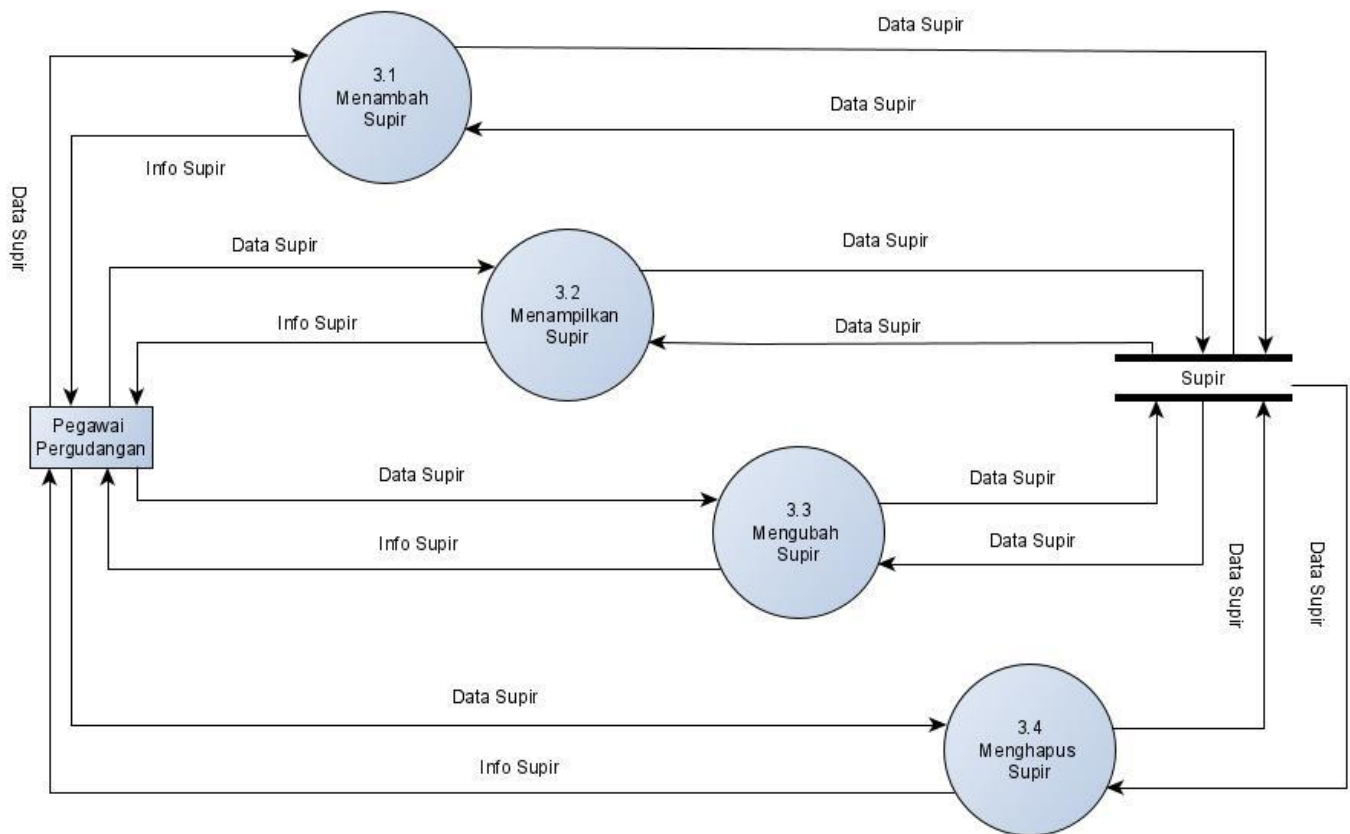 Data Supir
3.1
Menambah
Supir
Data Supir
Info Supir
Data Supir
Data Supir
Data Supir
3.2
Menampilkan
Supir
Info Supir
Data Supir
Supir
Pegawai
Pergudangan
Data Supir
3.3
Mengubah
Supir
Data Supir
Info Supir
Data Supir
Data Supir
Data Supir
Data Supir
3.4
Menghapus
Supir
Info Supir